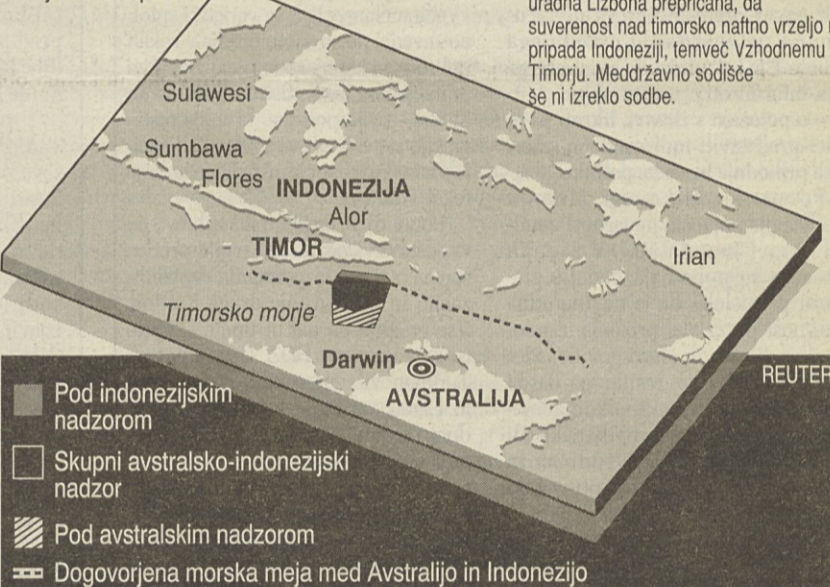 uradna Lizbona prepričana, da
suverenost nad timorsko naftno vrzeljo
pripada Indoneziji, temveč Vzhodnemu
Timorju. Meddržavno sodišče
še ni izreklo sodbe.
Sulawesi
Sumbawa
Flores
INDONEZIJA
Alor
TIMOR
Irian
Timorsko morje
Darwin
AVSTRALIJA
REUTER
Pod indonezijskim
nadzorom
Skupni avstralsko-indonezijski
nadzor
Pod avstralskim nadzorom
Dogovorjena morska meja med Avstralijo in Indonezijo